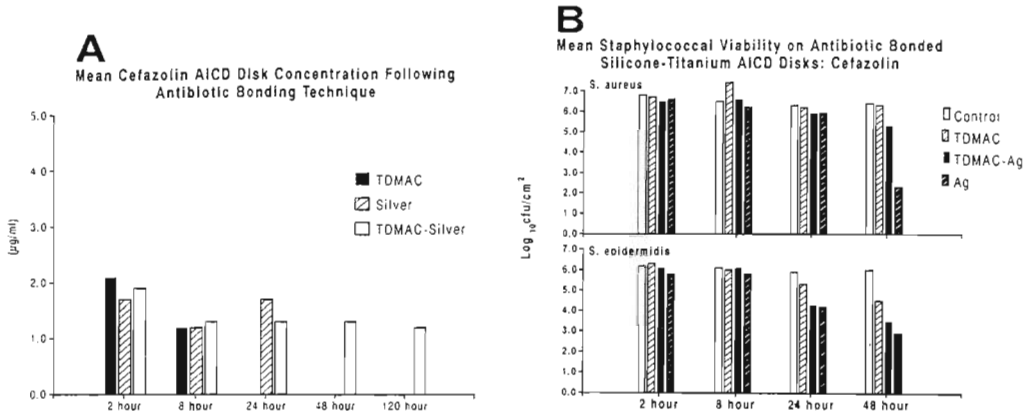 A
Mean Cefazolin AICD Disk Concentration Following
Antibiotic Bonding Technique
5.0
4.0
3.0
2.0
1.0
0.0
(µg/ml)
TDMAC
Silver
TDMAC-Silver
2 hour
8 hour
24 hour
48 hour
120 hour
B
Mean Staphylococcal Viability on Antibiotic Bonded
Silicone-Titanium AICD Disks: Cefazolin
S. aureus
7.0
6.0
5.0
4.0
3.0
2.0
1.0
0.0
Log 10 cfu/cm2
Control
TDMAC
TDMAC-Ag
Ag
S. epidermidis
7.0
6.0
5.0
4.0
3.0
2.0
1.0
0.0
2 hour
8 hour
24 hour
48 hour